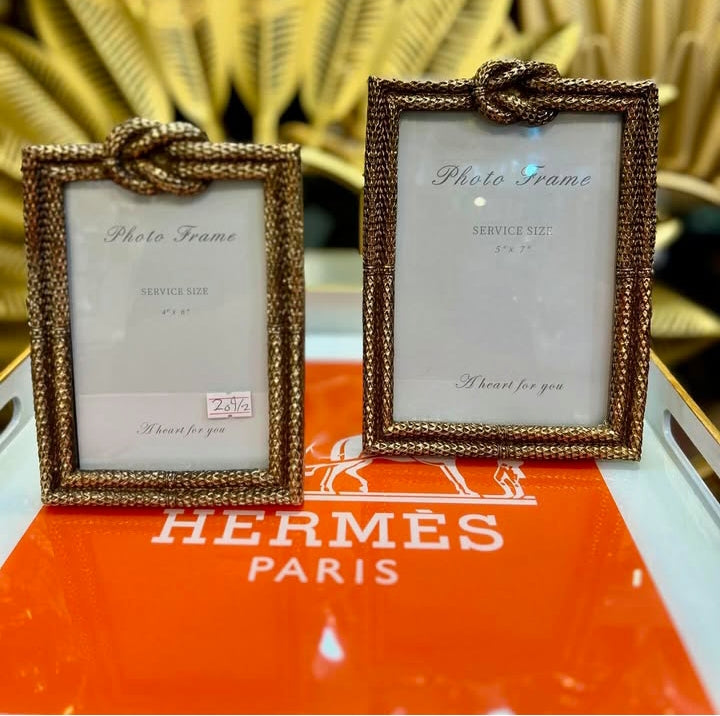 Photo Frame
SERVICE SIZE
4" x 6"
A heart for you
Photo Frame
SERVICE SIZE
5" x 7"
A heart for you
HERMÈS
PARIS